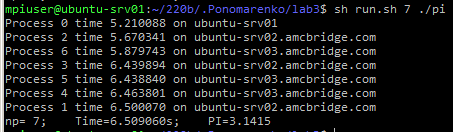 mpiuser@ubuntu-srv01:~/220b/.Ponomarenko/lab3$ sh run.sh 7 ./pi
Process 0 time 5.210088 on ubuntu-srv01
Process 2 time 5.670341 on ubuntu-srv02.amcbridge.com
Process 6 time 5.879743 on ubuntu-srv03.amcbridge.com
Process 3 time 6.439894 on ubuntu-srv02.amcbridge.com
Process 5 time 6.438840 on ubuntu-srv03.amcbridge.com
Process 4 time 6.463801 on ubuntu-srv03.amcbridge.com
Process 1 time 6.500070 on ubuntu-srv02.amcbridge.com
np= 7; Time=6.509060s; PI=3.1415